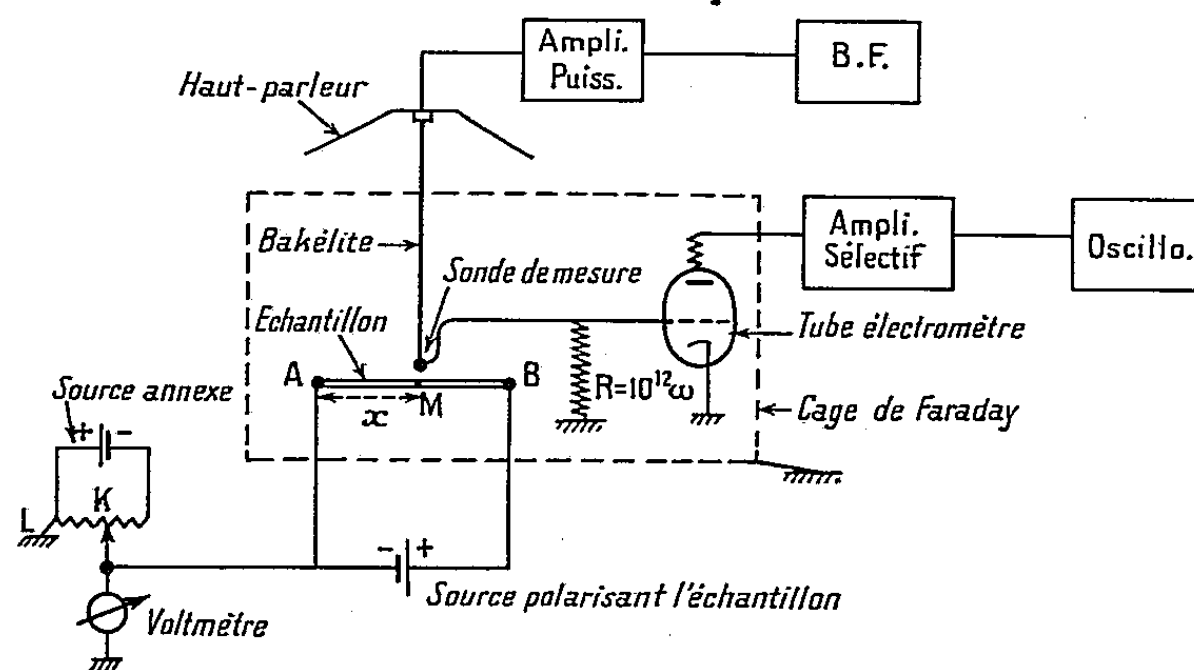 Ampli.
Puiss.
B.F.
Haut-parleur
Bakélite
Sonde de mesure
Ampli.
Sélectif
Oscillo.
Echantillon
Tube électromètre
A
B
R=10¹²ω
x
M
Cage de Faraday
Source annexe
+ -
K
L
- +
Source polarisant l'échantillon
Voltmètre